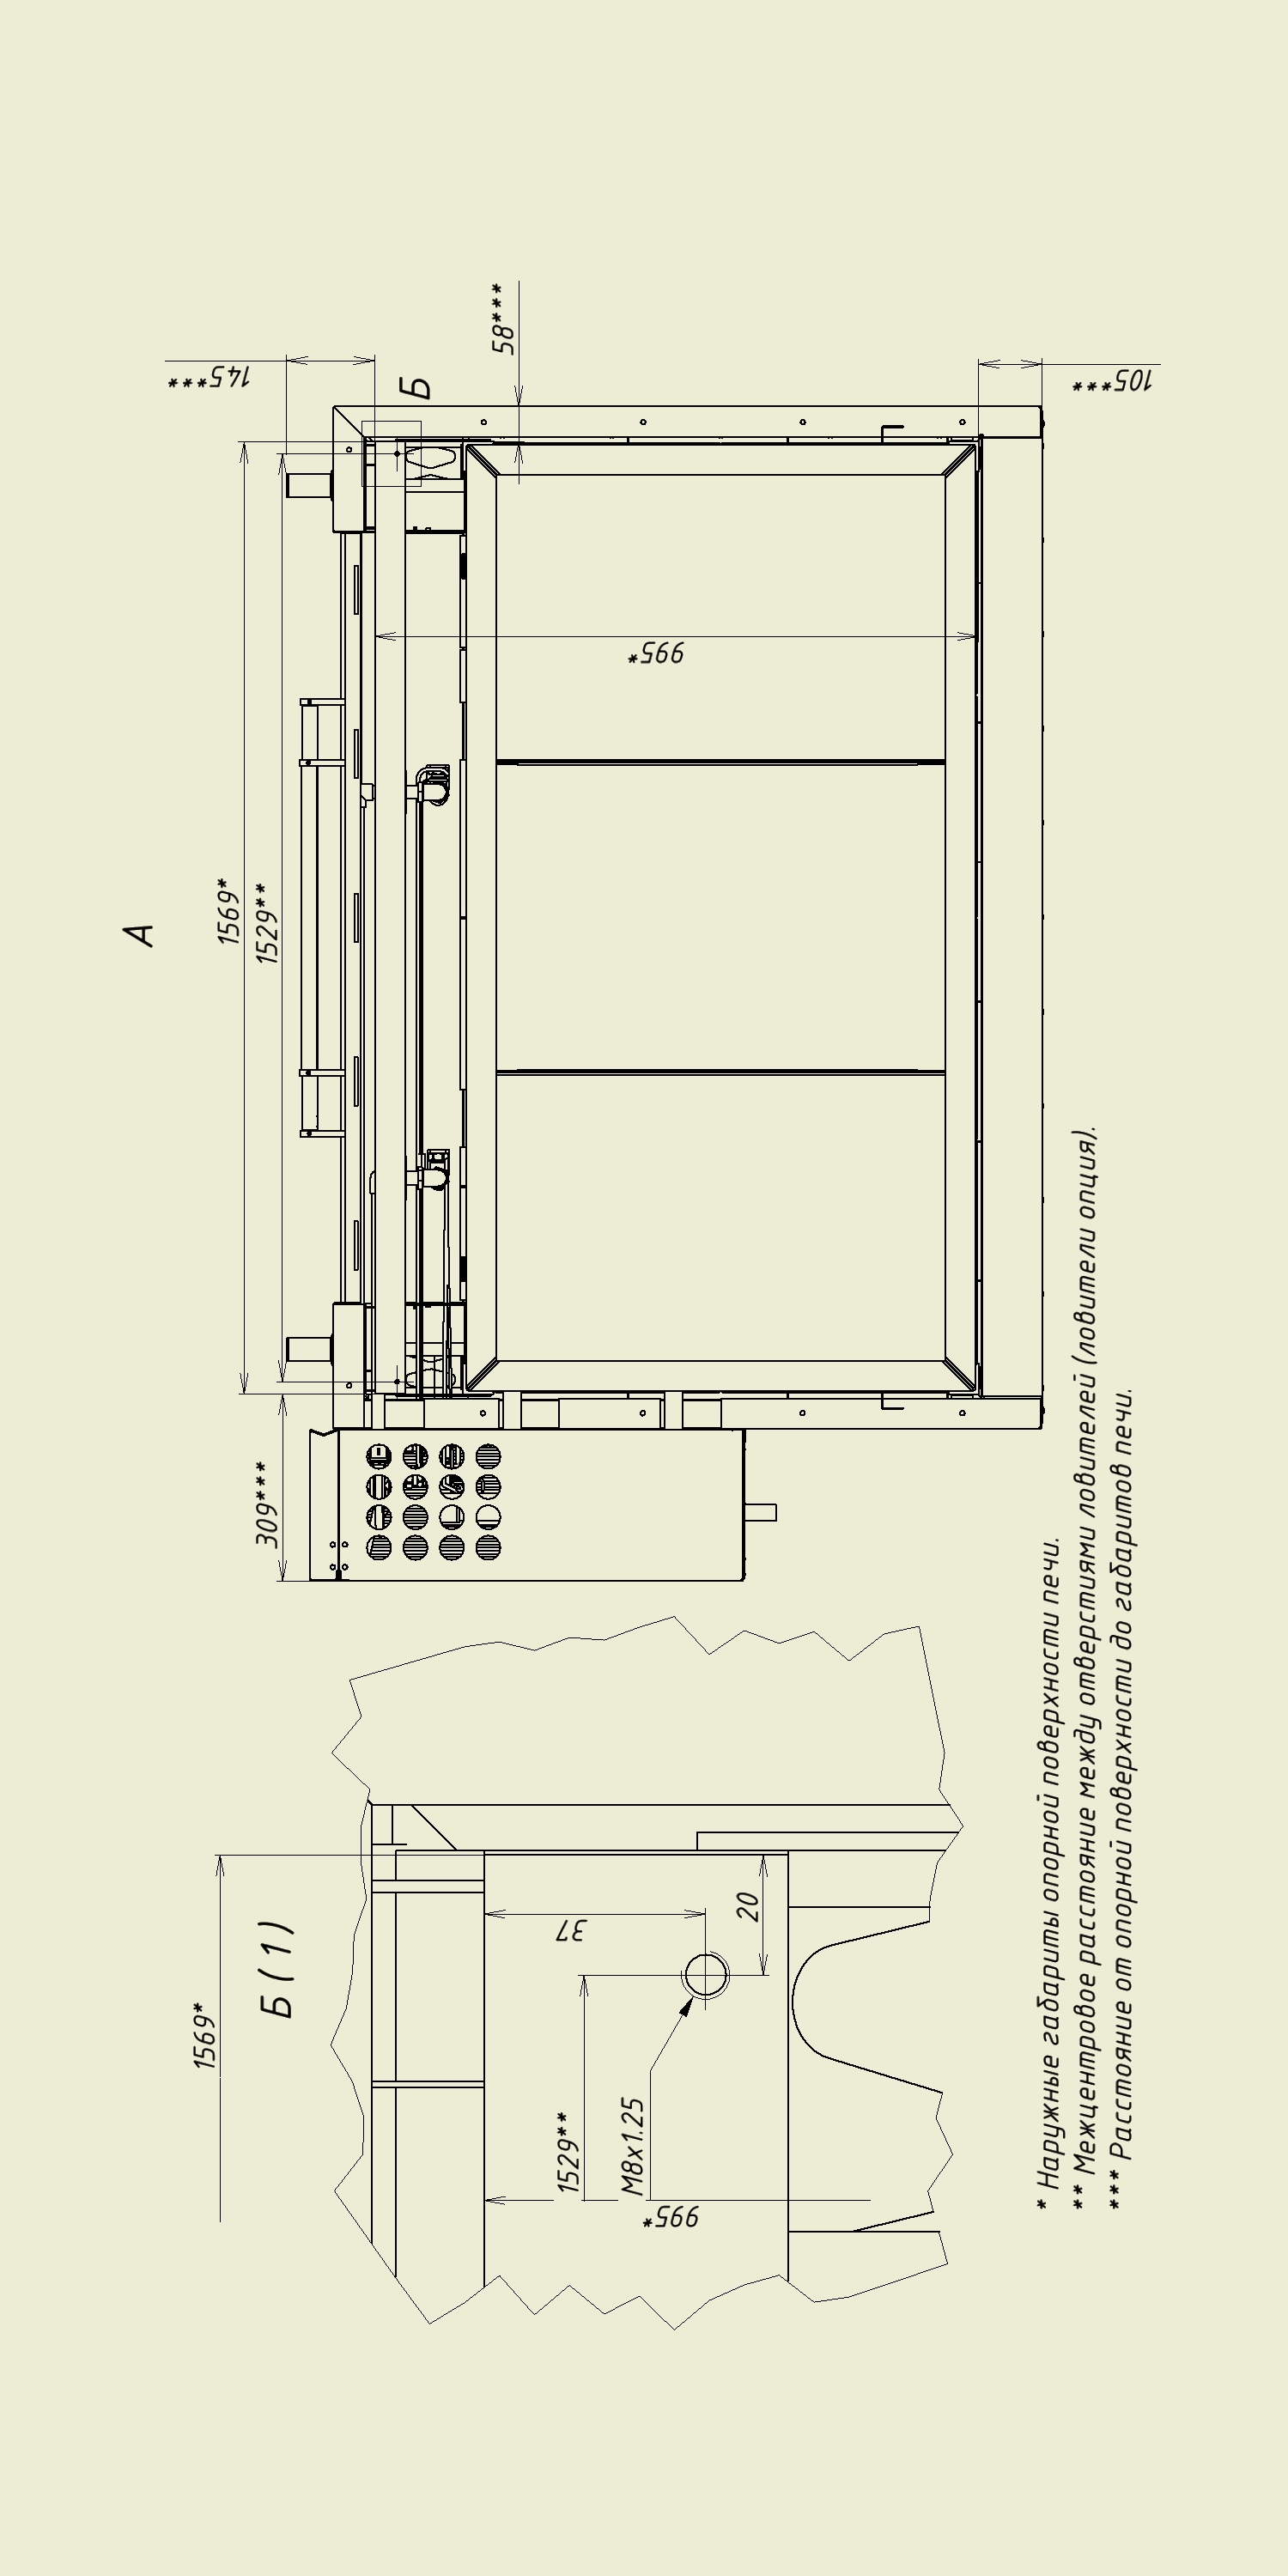 А
1569*
1529**
309***
145***
Б
58***
995*
105***
Б (1)
1569*
37
20
1529**
M8x1.25
995*
* Наружные габариты опорной поверхности печи.
** Межцентровое расстояние между отверстиями ловителей (ловители опция).
*** Расстояние от опорной поверхности до габаритов печи.